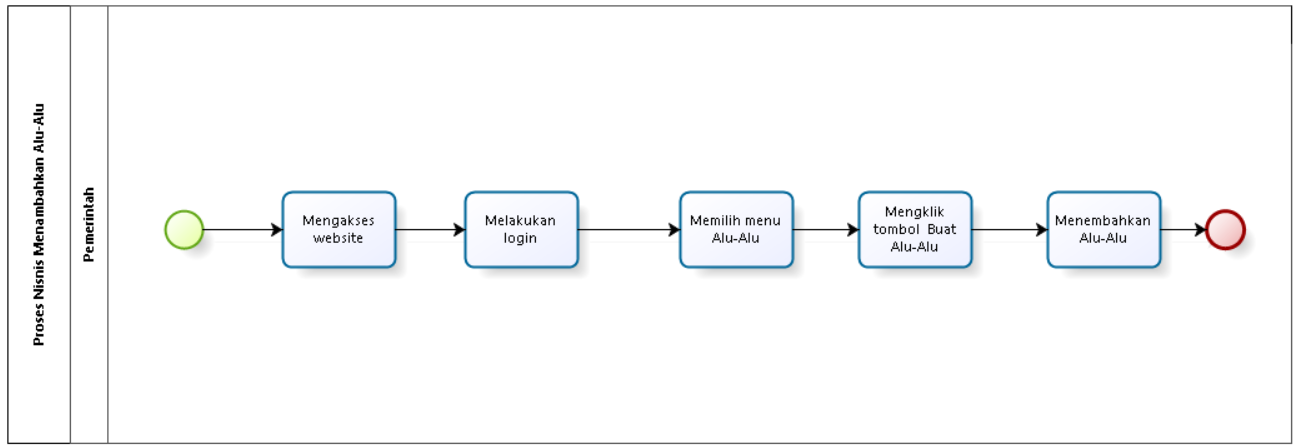 Proses Nisnis Menambahkan Alu-Alu
Pemerintah
Mengakses
website
Melakukan
login
Memilih menu
Alu-Alu
Mengklik
tombol Buat
Alu-Alu
Menembahkan
Alu-Alu